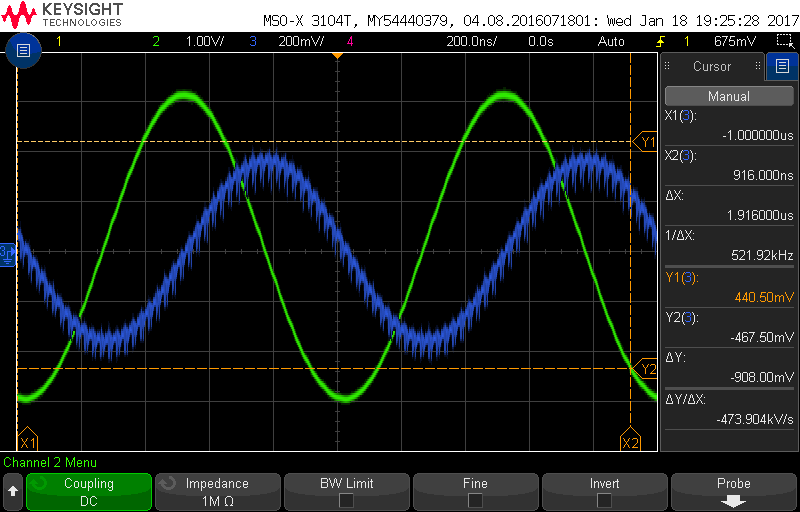 KEYSIGHT
TECHNOLOGIES
MSO-X 3104T, MY54440379, 04.08.2016071801: Wed Jan 18 19:25:28 2017
1 2 1.00V/ 3 200mV/ 4 200.0ns/ 0.0s Auto 1 675mV
Cursor
Manual
X1(3):
-1.000000us
X2(3):
916.000ns
ΔX:
1.916000us
1/ΔX:
521.92kHz
Y1(3):
440.50mV
Y2(3):
-467.50mV
ΔY:
-908.00mV
ΔY/ΔX:
-473.904kV/s
Y1
3
Y2
X1
X2
Channel 2 Menu
Coupling
DC
Impedance
1M Ω
BW Limit
Fine
Invert
Probe